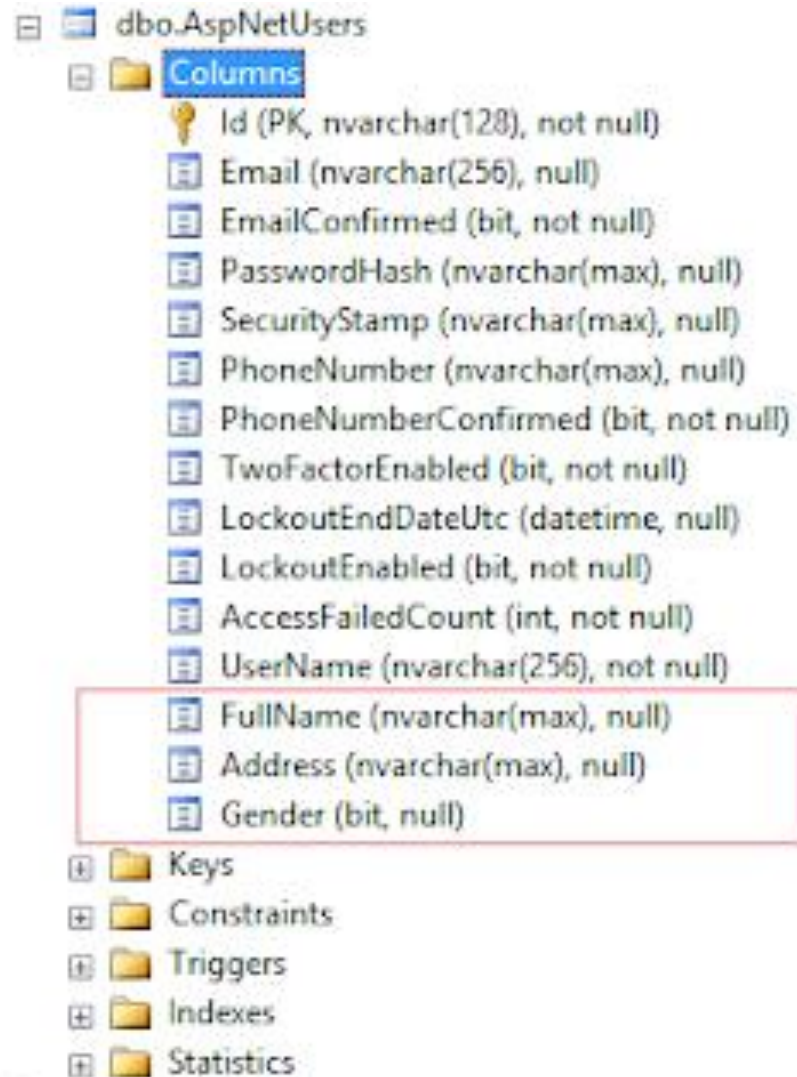 dbo.AspNetUsers
Columns
Id (PK, nvarchar(128), not null)
Email (nvarchar(256), null)
EmailConfirmed (bit, not null)
PasswordHash (nvarchar(max), null)
SecurityStamp (nvarchar(max), null)
PhoneNumber (nvarchar(max), null)
PhoneNumberConfirmed (bit, not null)
TwoFactorEnabled (bit, not null)
LockoutEndDateUtc (datetime, null)
LockoutEnabled (bit, not null)
AccessFailedCount (int, not null)
UserName (nvarchar(256), not null)
FullName (nvarchar(max), null)
Address (nvarchar(max), null)
Gender (bit, null)
Keys
Constraints
Triggers
Indexes
Statistics